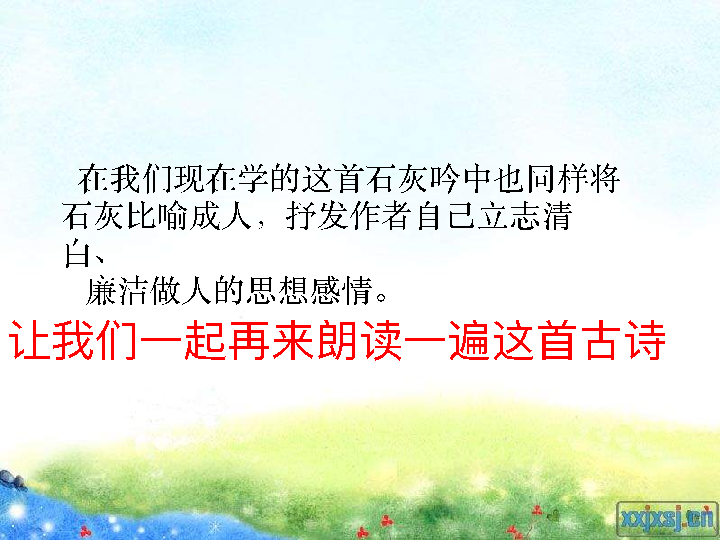 在我们现在学的这首石灰吟中也同样将
石灰比喻成人，抒发作者自己立志清
白、
廉洁做人的思想感情。
让我们一起再来朗读一遍这首古诗
xxjxsj.cn